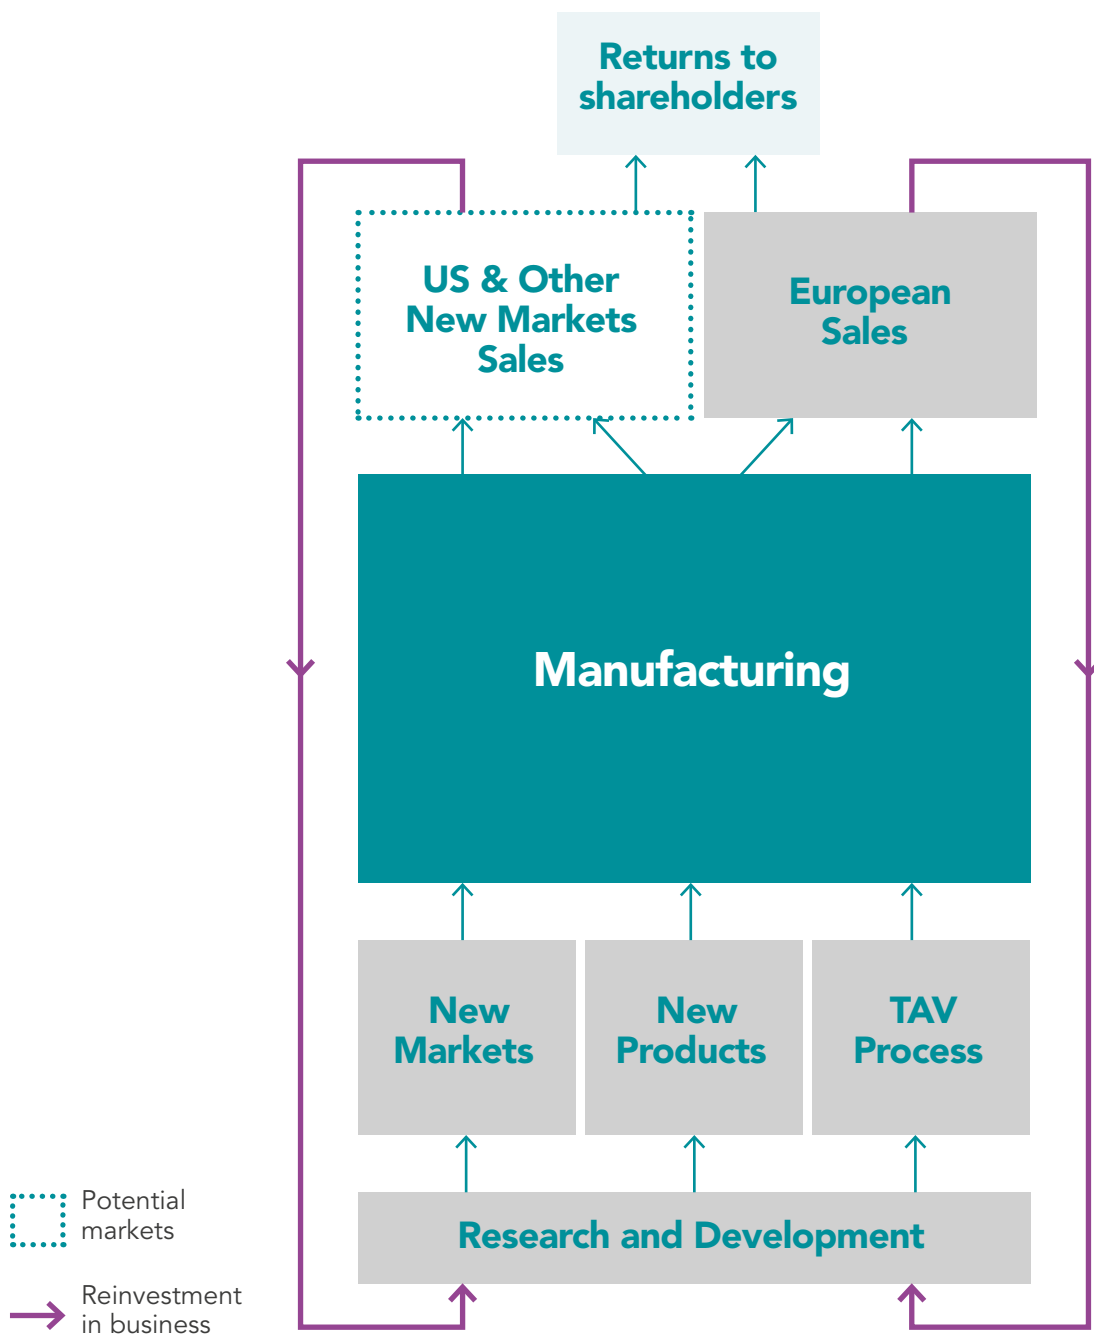 Returns to
shareholders
US & Other
New Markets
Sales
European
Sales
Manufacturing
New
Markets
New
Products
TAV
Process
Research and Development
Potential
markets
Reinvestment
in business